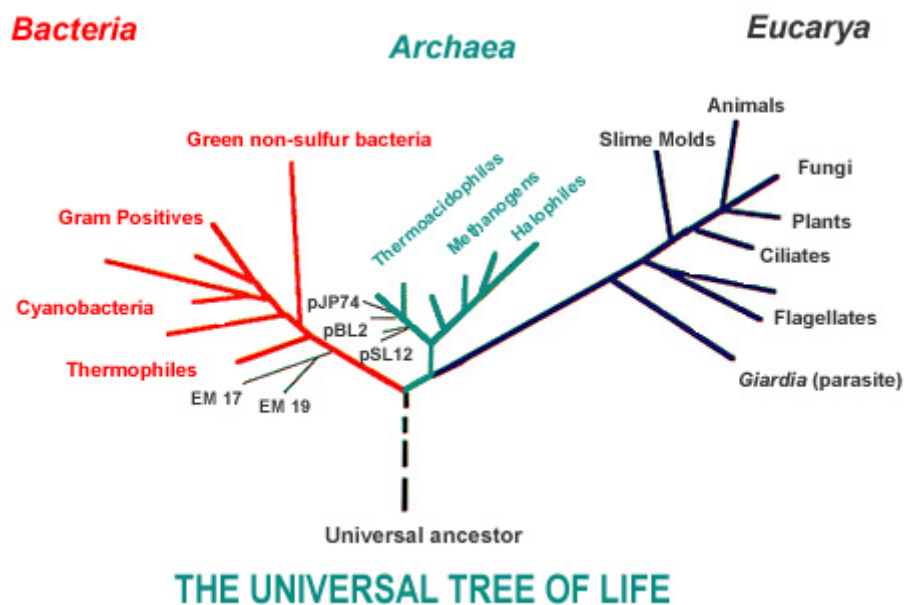 Bacteria
Archaea
Eucarya
Green non-sulfur bacteria
Gram Positives
Cyanobacteria
Thermophiles
EM 17
EM 19
Thermoacidophiles
Methanogens
Halophiles
pJP74
pBL2
pSL12
Animals
Slime Molds
Fungi
Plants
Ciliates
Flagellates
Giardia (parasite)
Universal ancestor
THE UNIVERSAL TREE OF LIFE